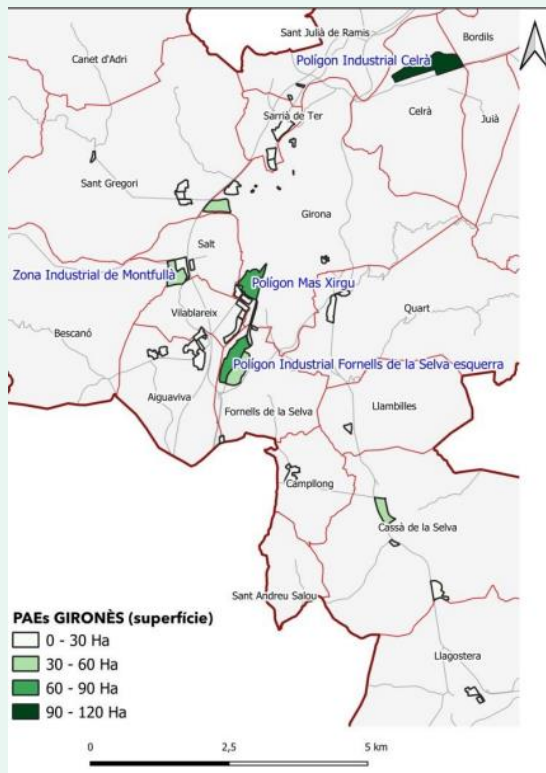 Sant Julià de Ramis
Bordils
Polígon Industrial Celrà
Canet d'Adri
Sarrià de Ter
Celrà
Juià
Sant Gregori
Girona
Salt
Zona Industrial de Montfullà
Polígon Mas Xirgu
Vilablareix
Quart
Bescanó
Polígon Industrial Fornells de la Selva esquerra
Aiguaviva
Fornells de la Selva
Llambilles
Campllong
Cassà de la Selva
Sant Andreu Salou
PAEs GIRONÈS (superfície)
0 - 30 Ha
30 - 60 Ha
60 - 90 Ha
90 - 120 Ha
Llagostera
0
2,5
5 km